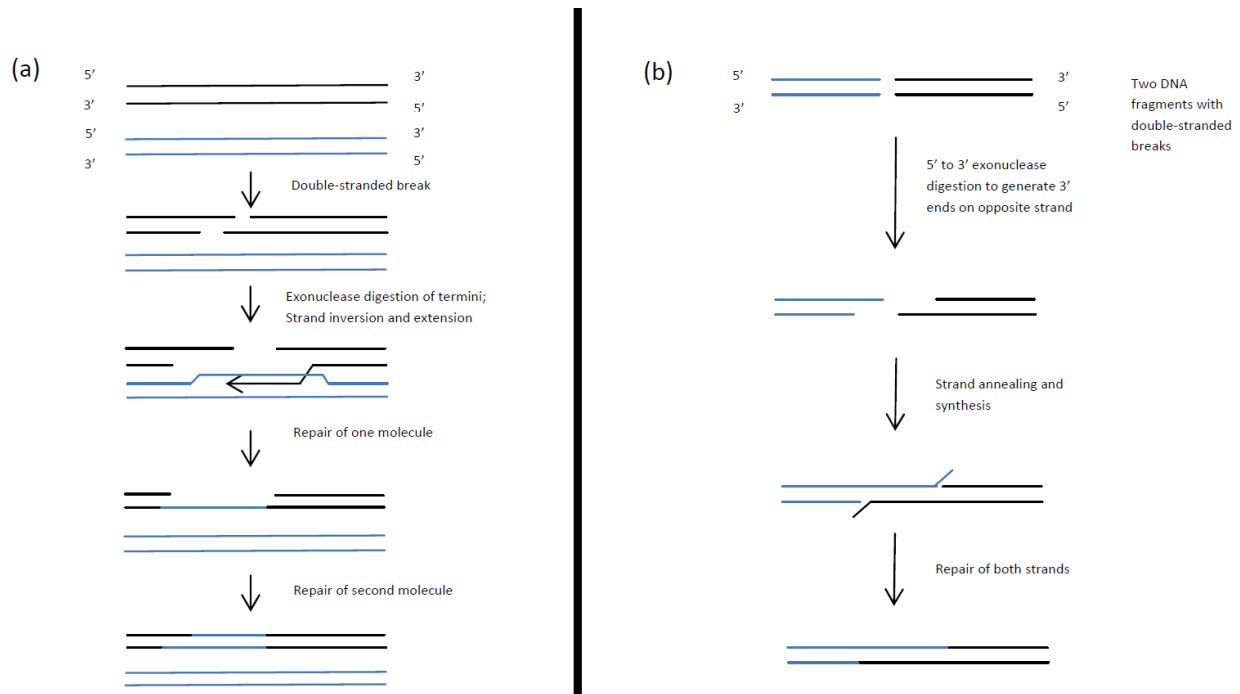 (a)
5’ 3’
3’ 5’
5’ 3’
3’ 5’
Double-stranded break
Exonuclease digestion of termini;
Strand inversion and extension
Repair of one molecule
Repair of second molecule
(b)
5’ 3’
3’ 5’
Two DNA
fragments with
double-stranded
breaks
5’ to 3’ exonuclease
digestion to generate 3’
ends on opposite strand
Strand annealing and
synthesis
Repair of both strands